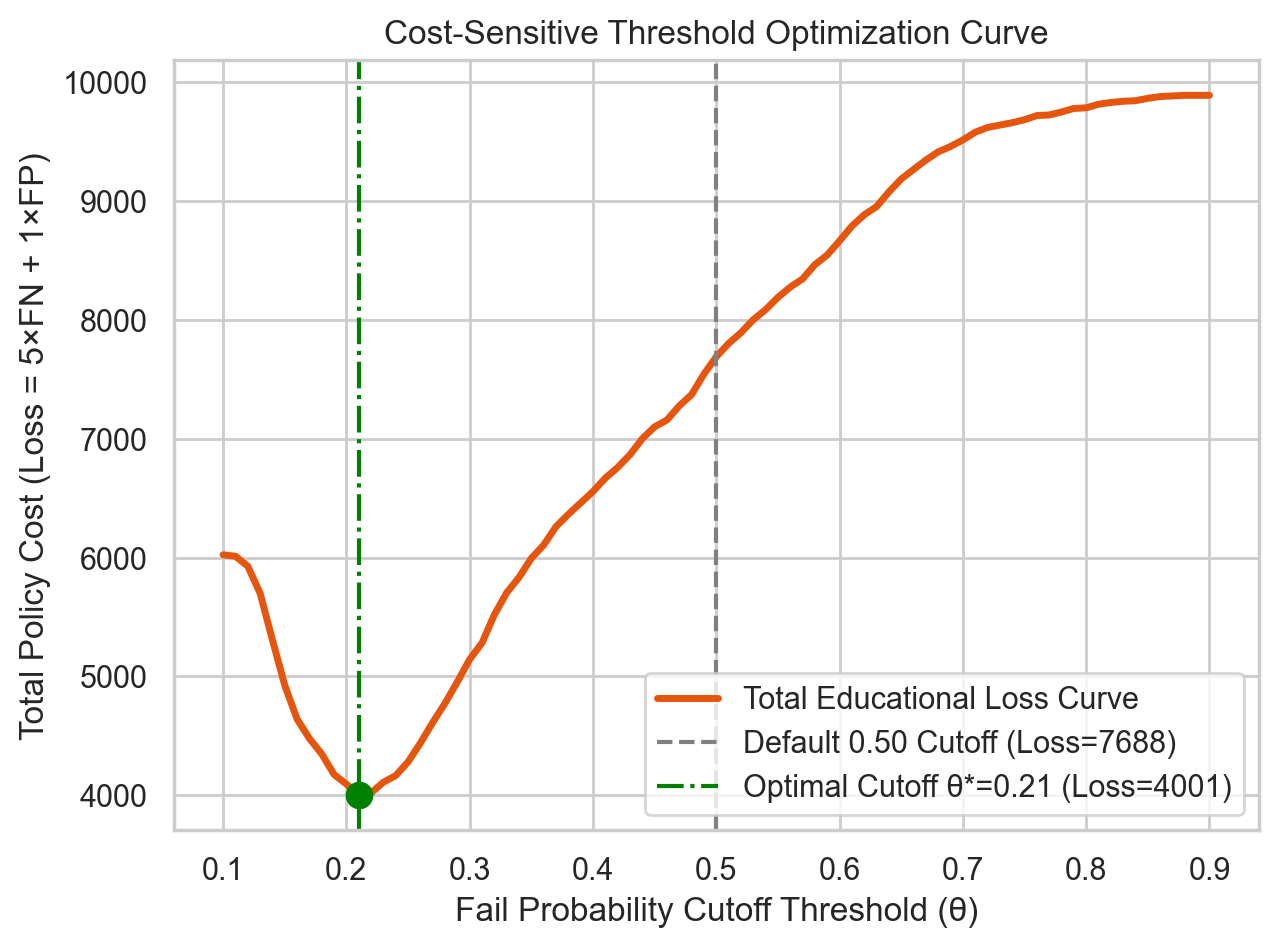 Cost-Sensitive Threshold Optimization Curve
Total Policy Cost (Loss = 5×FN + 1×FP)
10000
9000
8000
7000
6000
5000
4000
Total Educational Loss Curve
Default 0.50 Cutoff (Loss=7688)
Optimal Cutoff θ*=0.21 (Loss=4001)
0.1 0.2 0.3 0.4 0.5 0.6 0.7 0.8 0.9
Fail Probability Cutoff Threshold (θ)